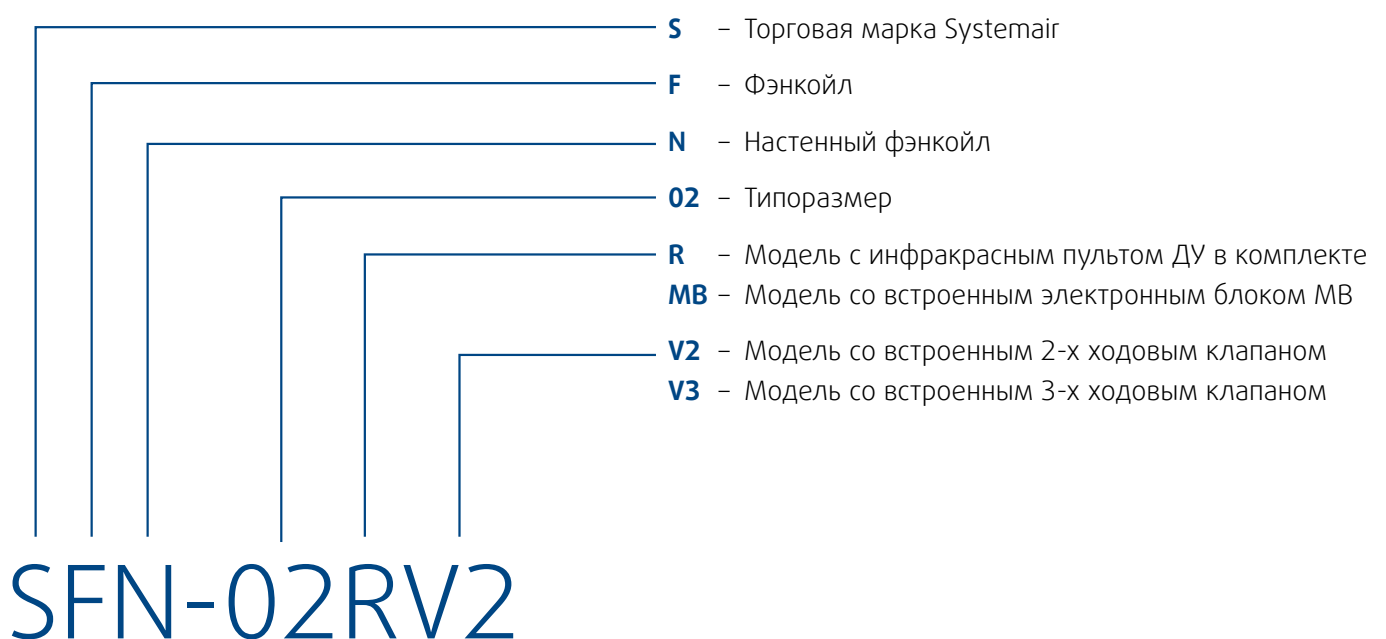 S – Торговая марка Systemair
F – Фэнкойл
N – Настенный фэнкойл
02 – Типоразмер
R – Модель с инфракрасным пультом ДУ в комплекте
MB – Модель со встроенным электронным блоком МВ
V2 – Модель со встроенным 2-х ходовым клапаном
V3 – Модель со встроенным 3-х ходовым клапаном
SFN-02RV2